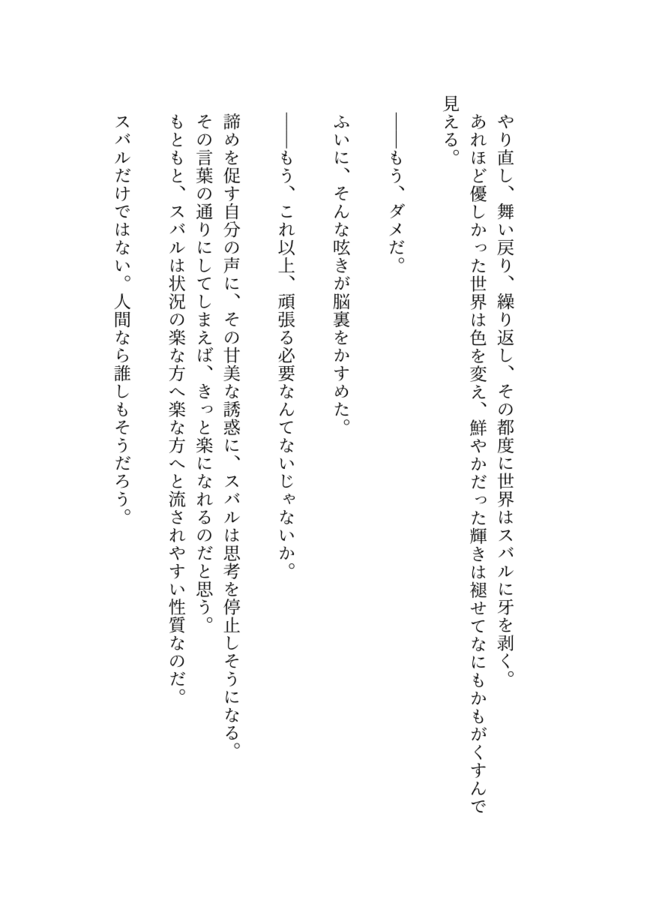 やり直し、舞い戻り、繰り返し、その都度に世界はスバルに牙を剥く。
あれほど優しかった世界は色を変え、鮮やかだった輝きは褪せてなにもかもがくすんで
見える。
――もう、ダメだ。
ふいに、そんな呟きが脳裏をかすめた。
――もう、これ以上、頑張る必要なんてないじゃないか。
諦めを促す自分の声に、その甘美な誘惑に、スバルは思考を停止しそうになる。
その言葉の通りにしてしまえば、きっと楽になれるのだと思う。
もともと、スバルは状況の楽な方へ楽な方へと流されやすい性質なのだ。
スバルだけではない。人間なら誰しもそうだろう。